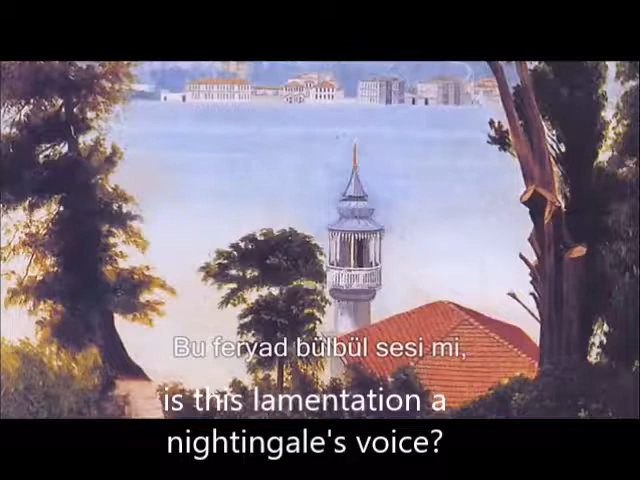 Bu feryad bülbül sesi mi,
is this lamentation a
nightingale's voice?